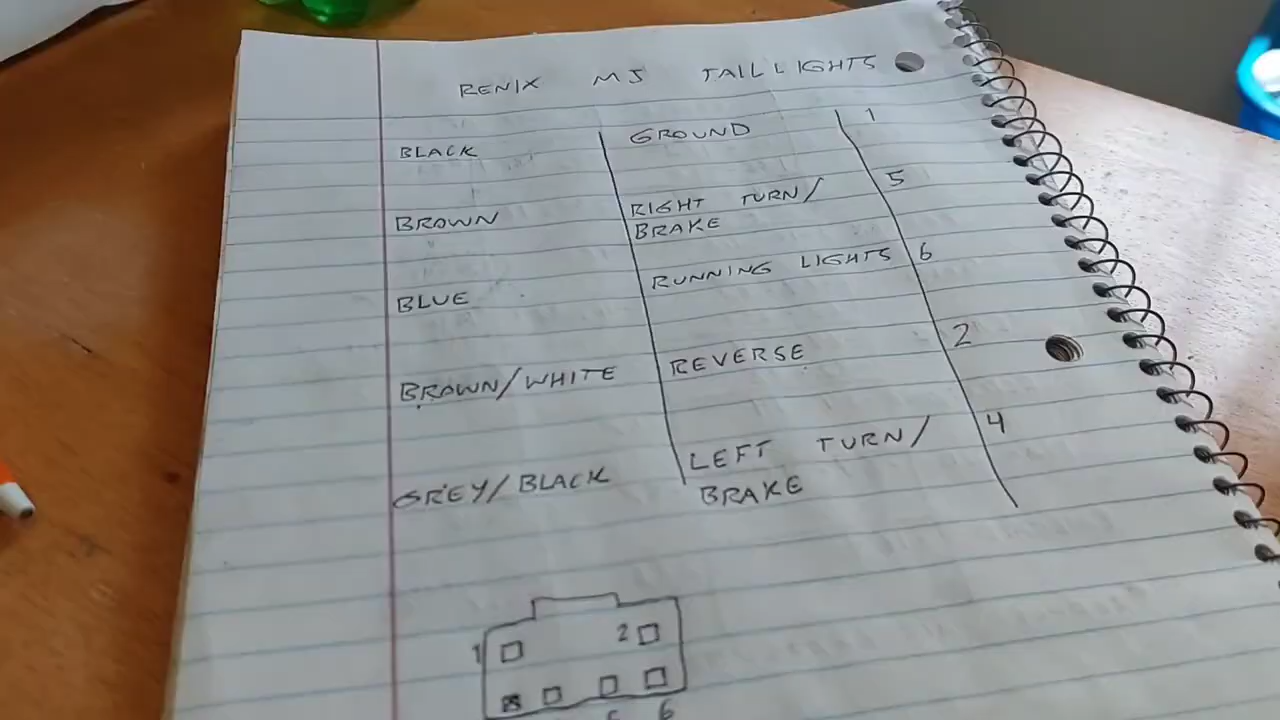 RENIX MJ TAILLIGHTS
BLACK GROUND 1
BROWN RIGHT TURN/ 5
BRAKE
BLUE RUNNING LIGHTS 6
BROWN/WHITE REVERSE 2
GREY/BLACK LEFT TURN/ 4
BRAKE
1 2
6